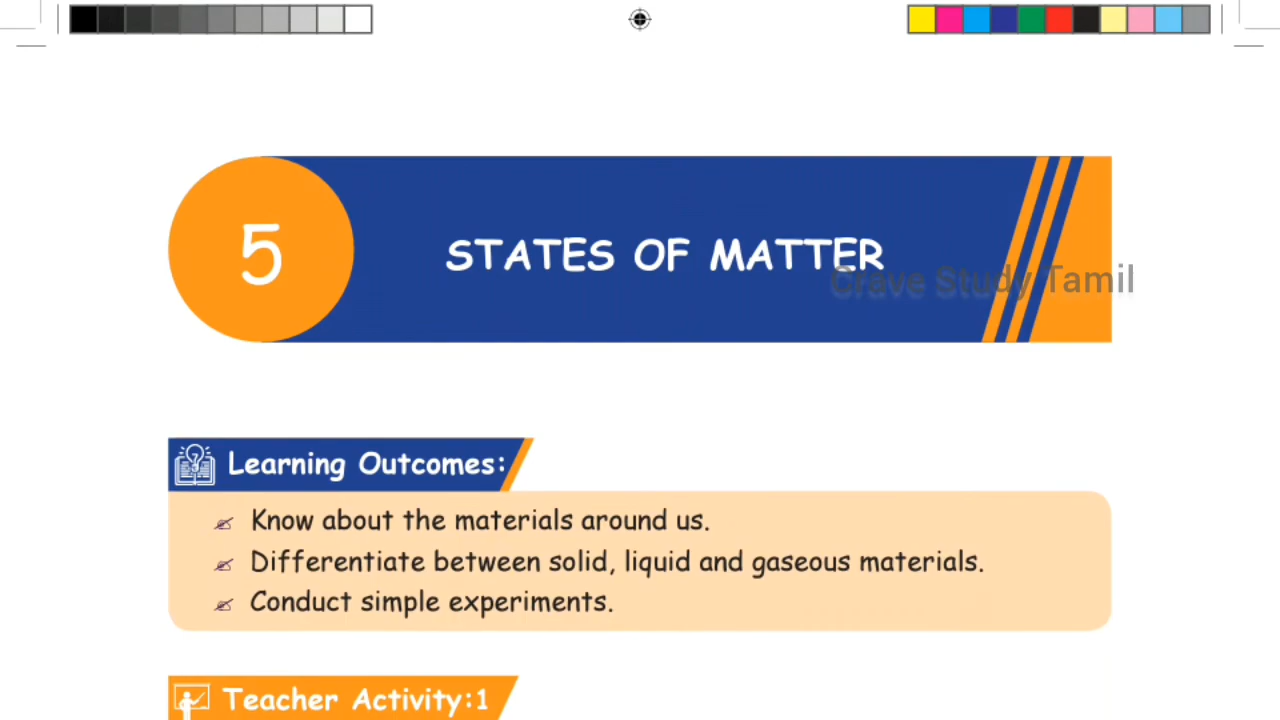 5
STATES OF MATTER
Crave Study Tamil
Learning Outcomes:
Know about the materials around us.
Differentiate between solid, liquid and gaseous materials.
Conduct simple experiments.
Teacher Activity:1